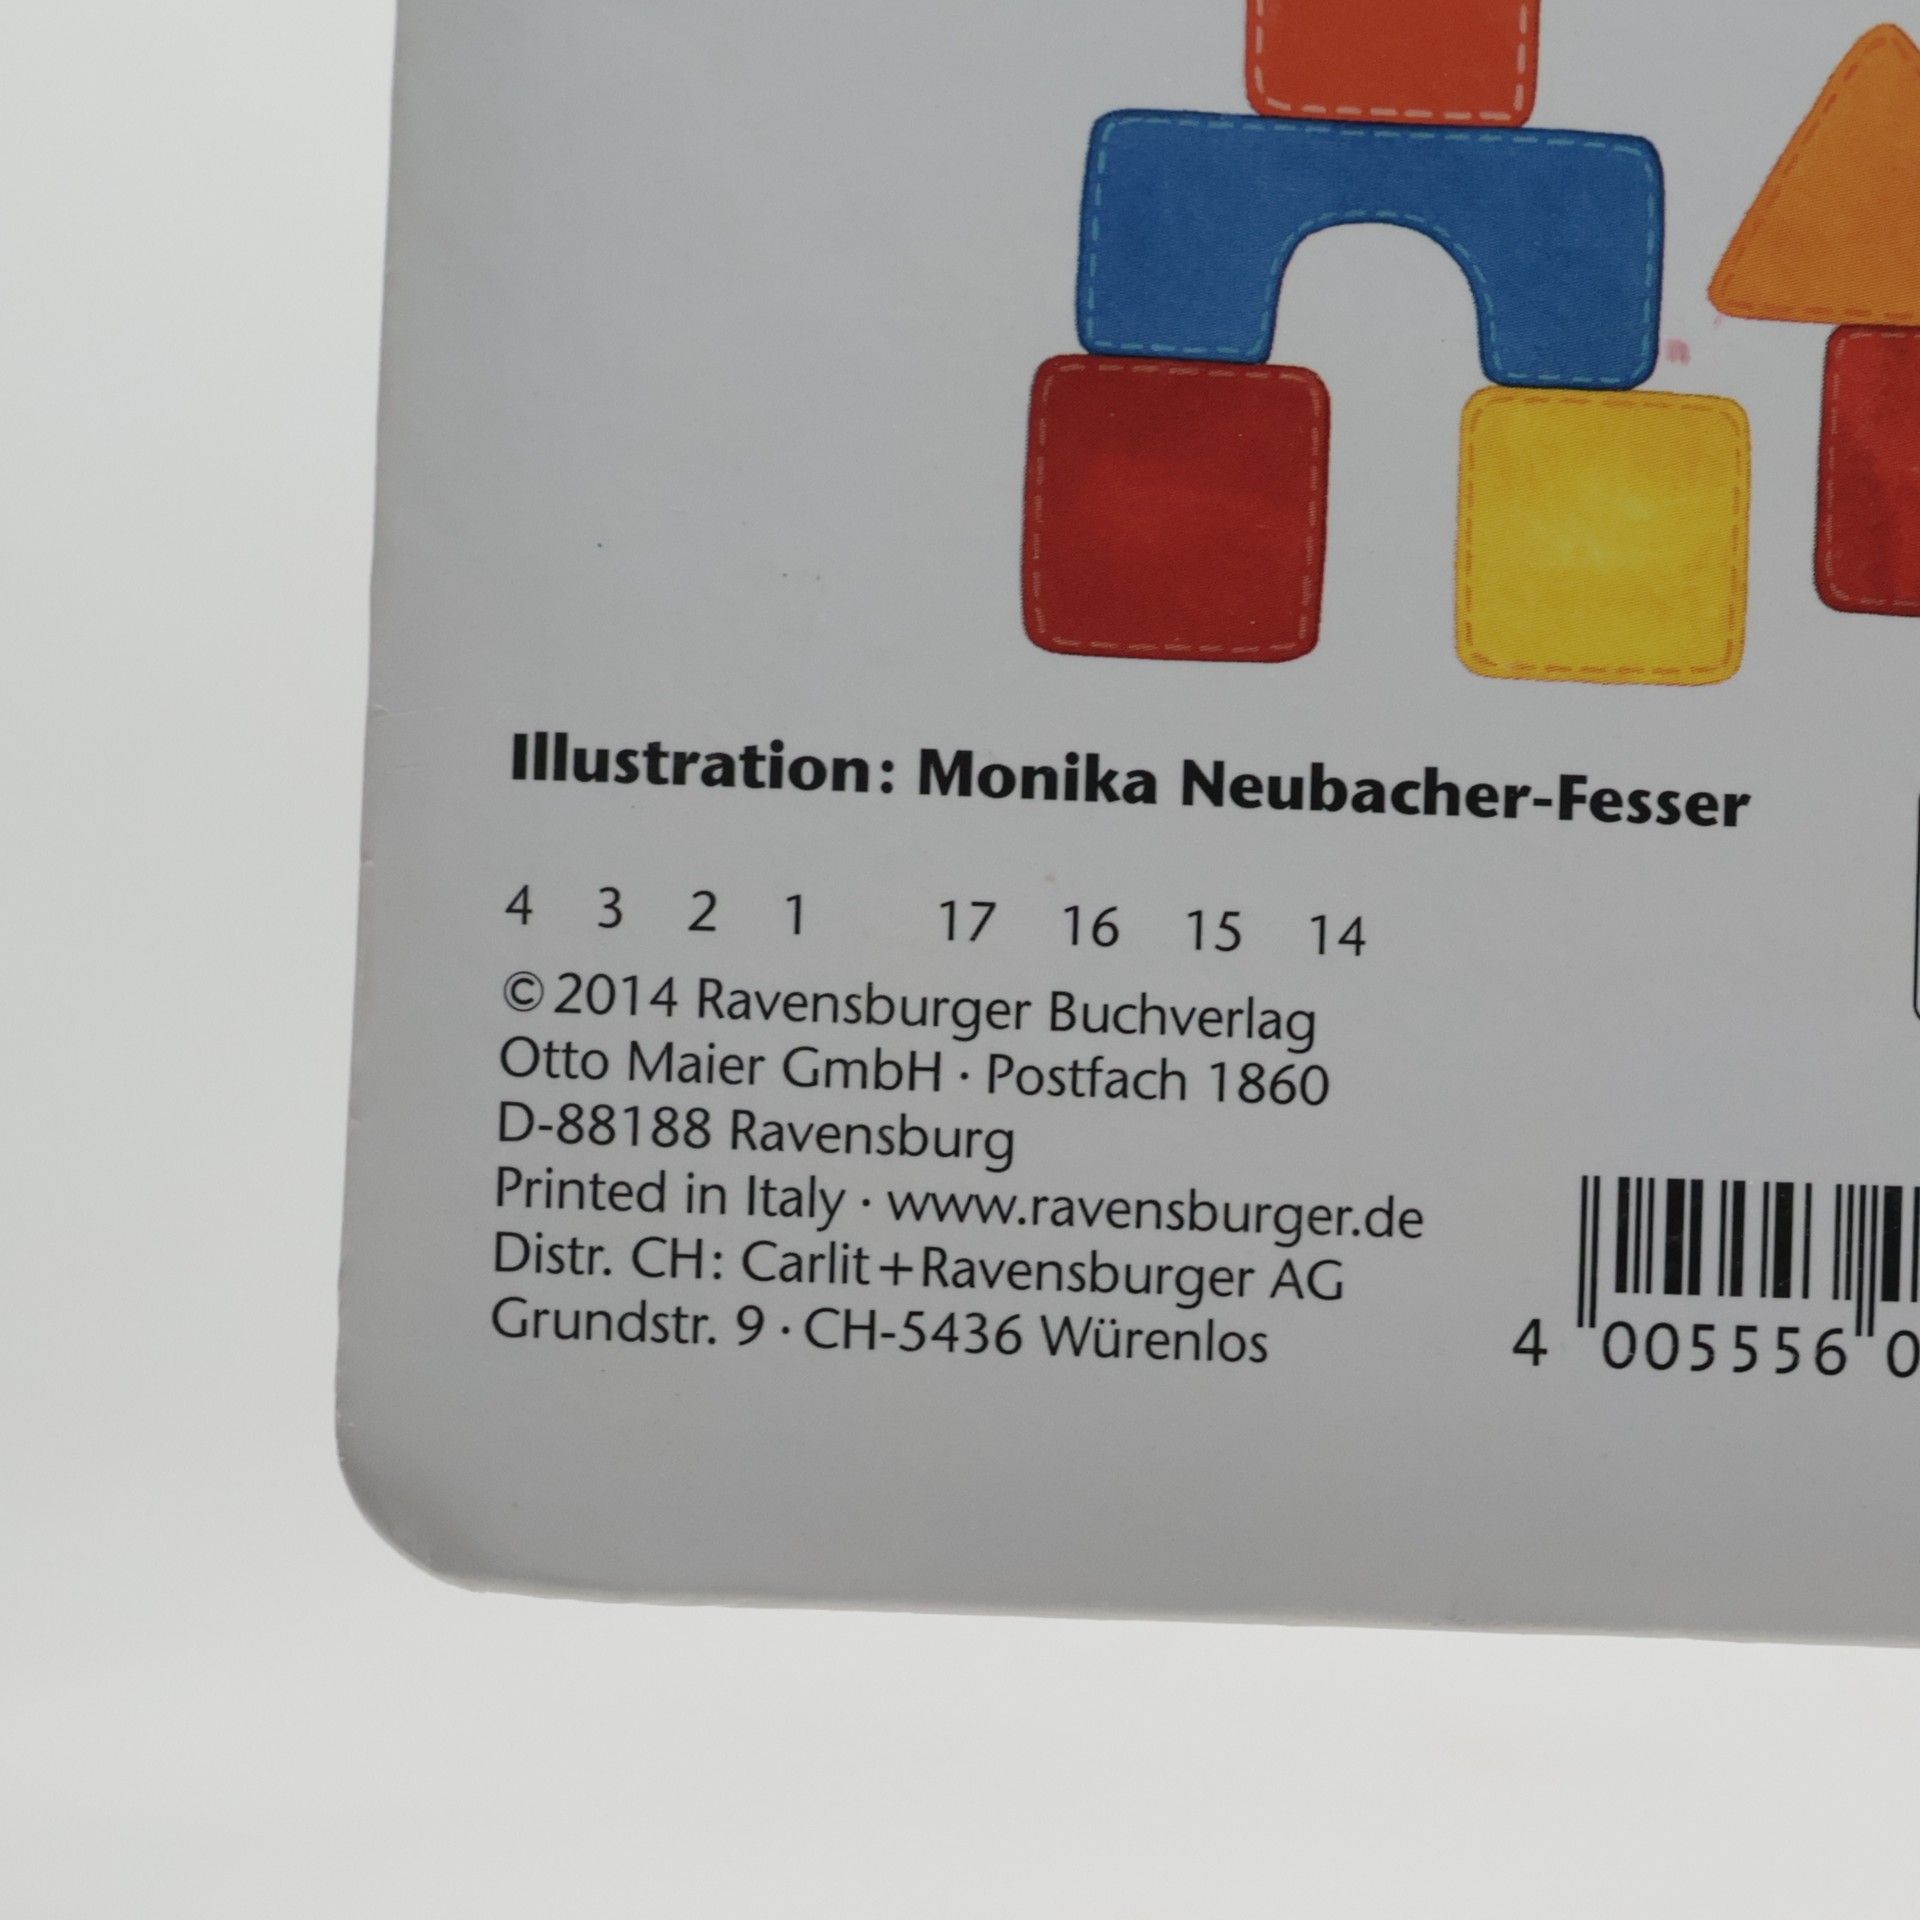 Illustration: Monika Neubacher-Fesser
4 3 2 1 17 16 15 14
© 2014 Ravensburger Buchverlag
Otto Maier GmbH · Postfach 1860
D-88188 Ravensburg
Printed in Italy · www.ravensburger.de
Distr. CH: Carlit+Ravensburger AG
Grundstr. 9 · CH-5436 Würenlos
4 005556 0